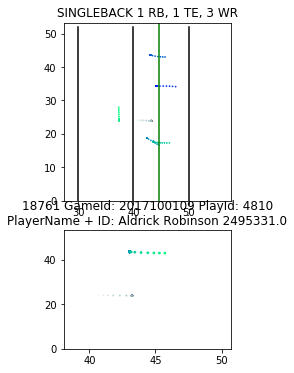 SINGLEBACK 1 RB, 1 TE, 3 WR
50
40
30
20
10
0
30 40 50
18761 GameId: 2017100109 PlayId: 4810
PlayerName + ID: Aldrick Robinson 2495331.0
40
20
0
40 45 50